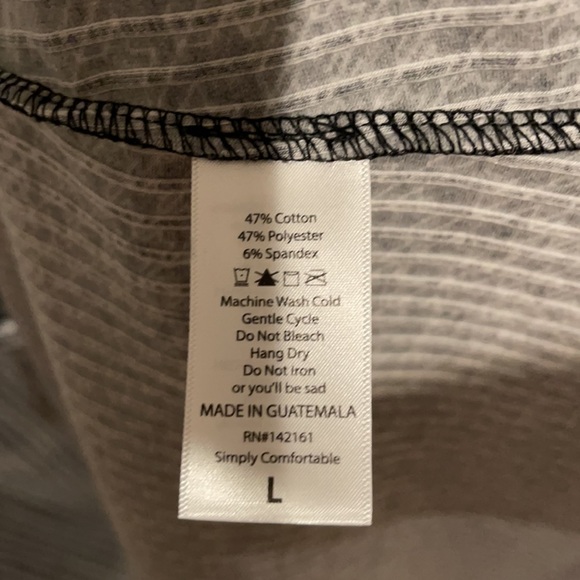 47% Cotton
47% Polyester
6% Spandex
Machine Wash Cold
Gentle Cycle
Do Not Bleach
Hang Dry
Do Not Iron
or you'll be sad
MADE IN GUATEMALA
RN#142161
Simply Comfortable
L